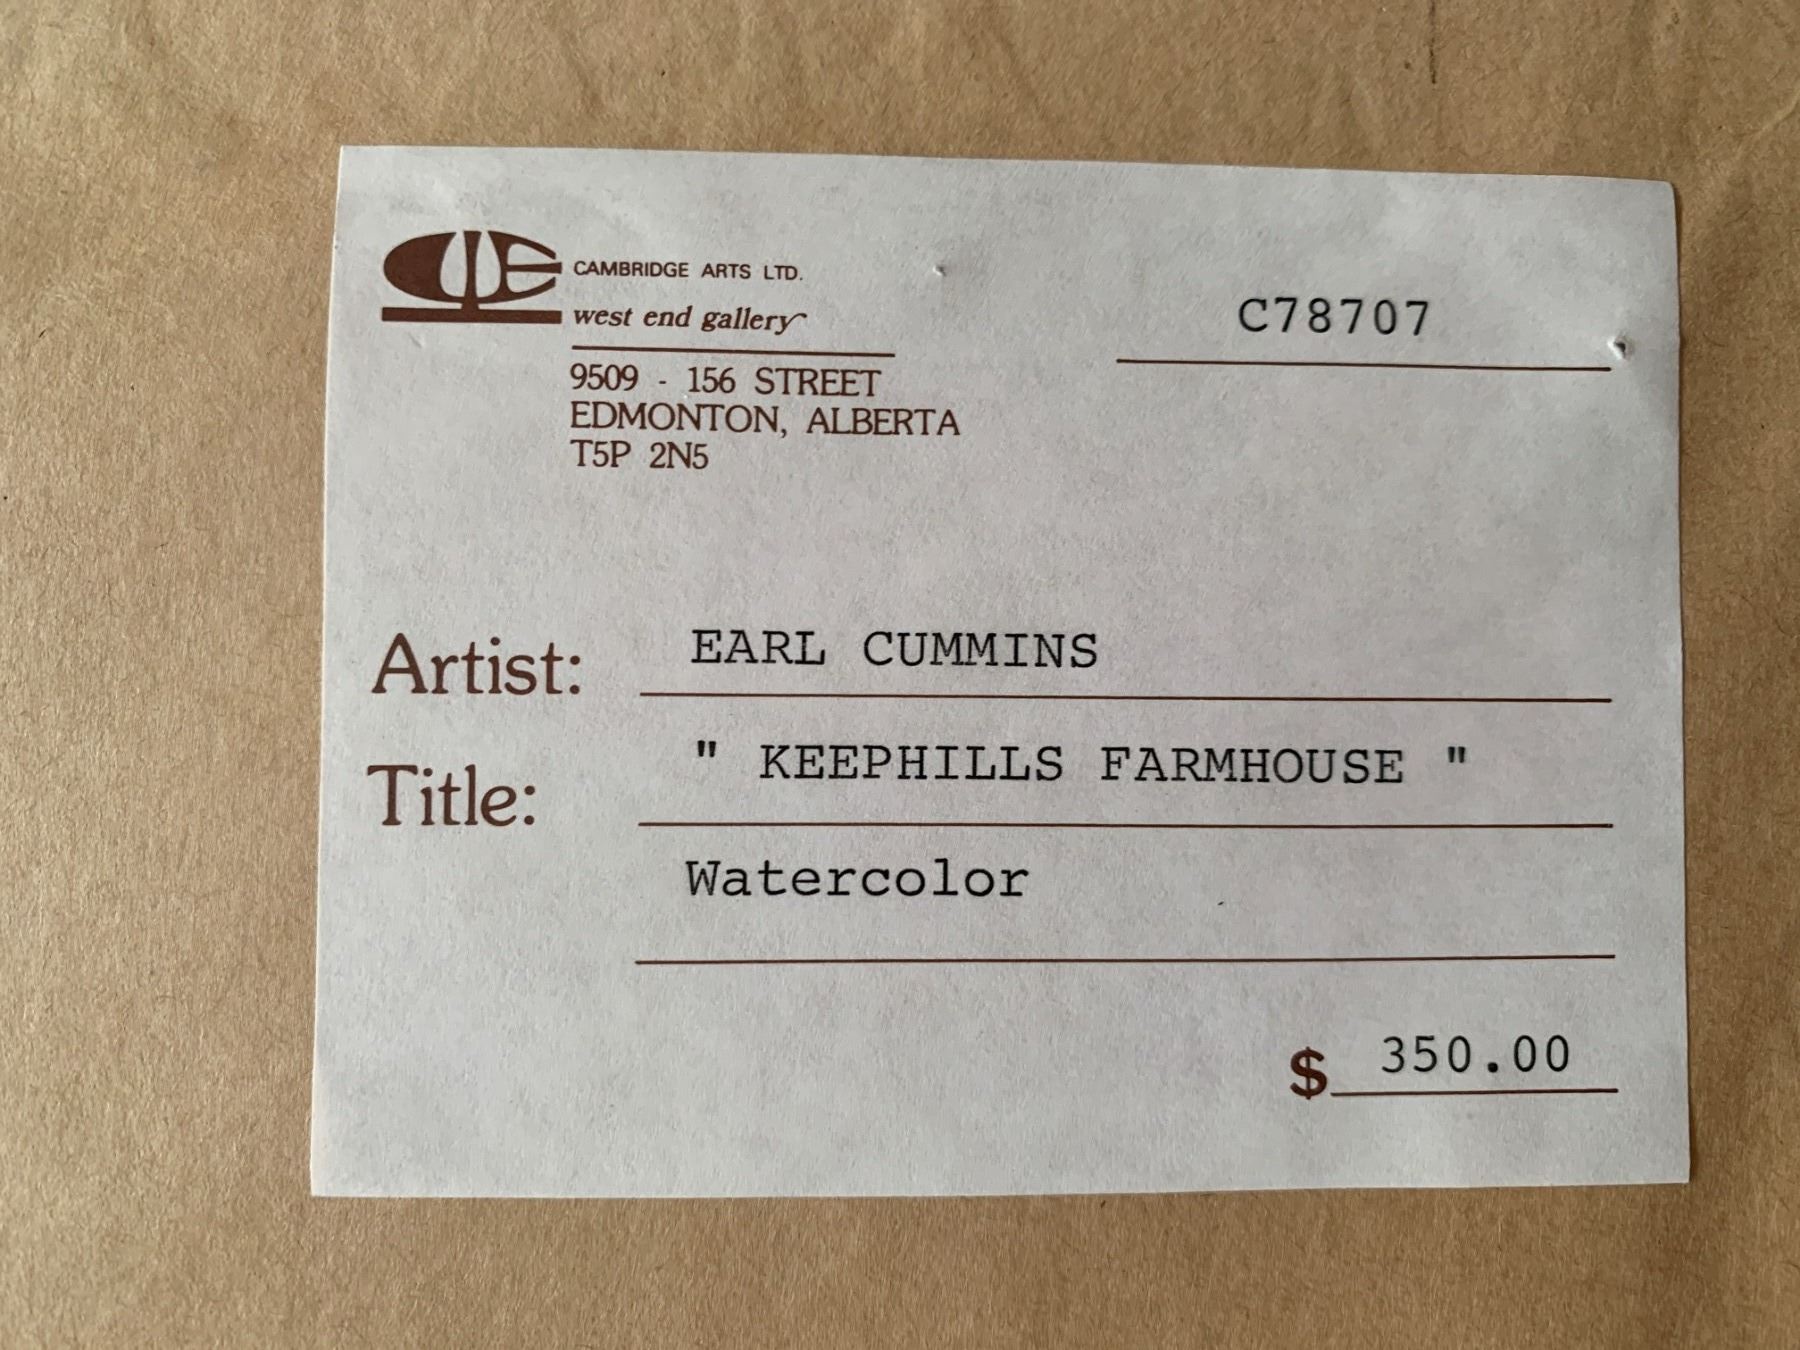 WE CAMBRIDGE ARTS LTD.
west end gallery
9509 - 156 STREET
EDMONTON, ALBERTA
T5P 2N5
C78707
Artist: EARL CUMMINS
Title: " KEEPHILLS FARMHOUSE "
Watercolor
$ 350.00